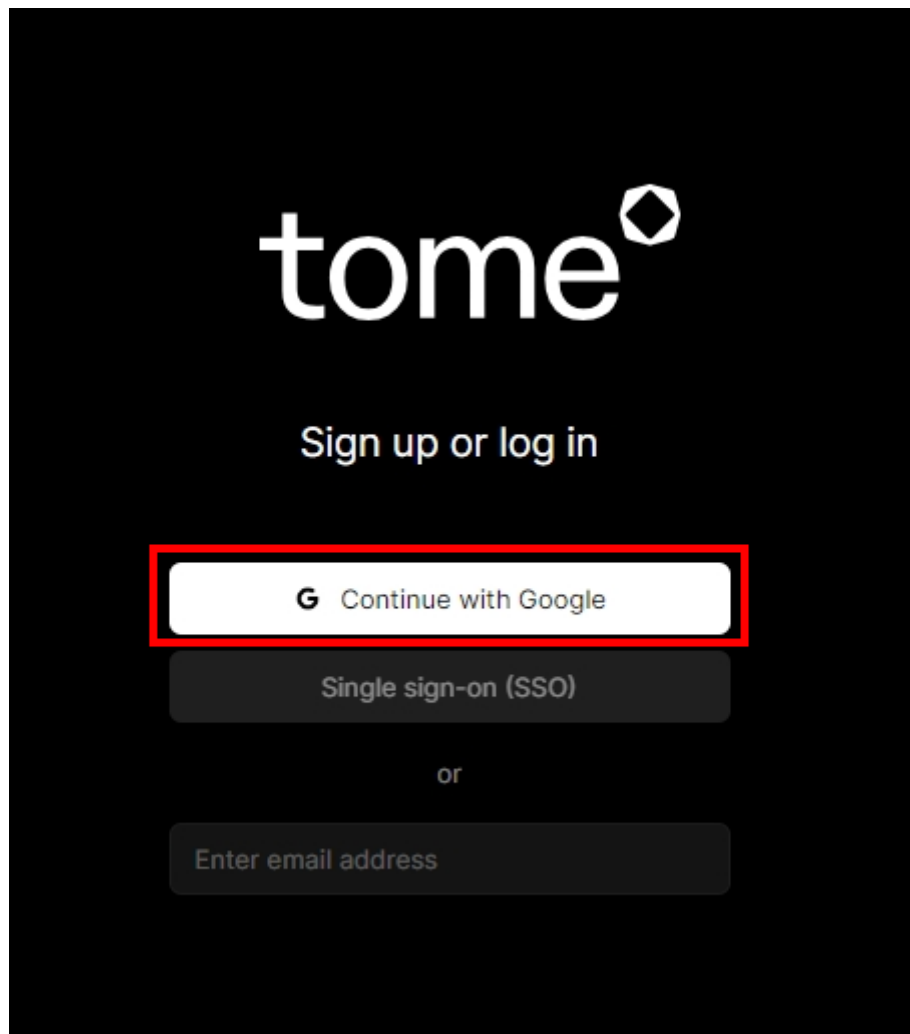 tome
Sign up or log in
G Continue with Google
Single sign-on (SSO)
or
Enter email address